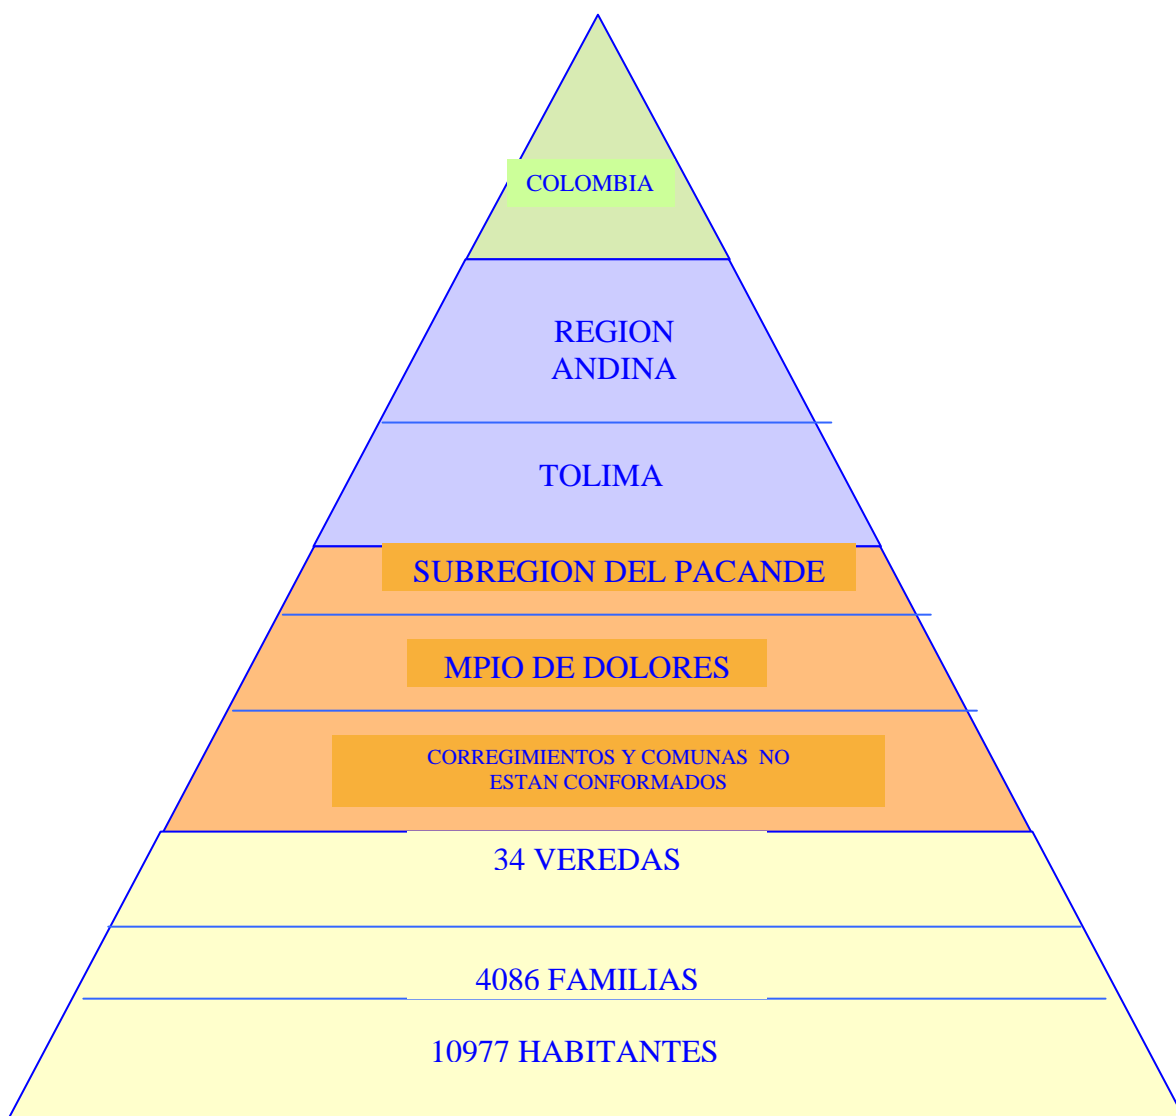 COLOMBIA
REGION
ANDINA
TOLIMA
SUBREGION DEL PACANDE
MPIO DE DOLORES
CORREGIMIENTOS Y COMUNAS NO
ESTAN CONFORMADOS
34 VEREDAS
4086 FAMILIAS
10977 HABITANTES